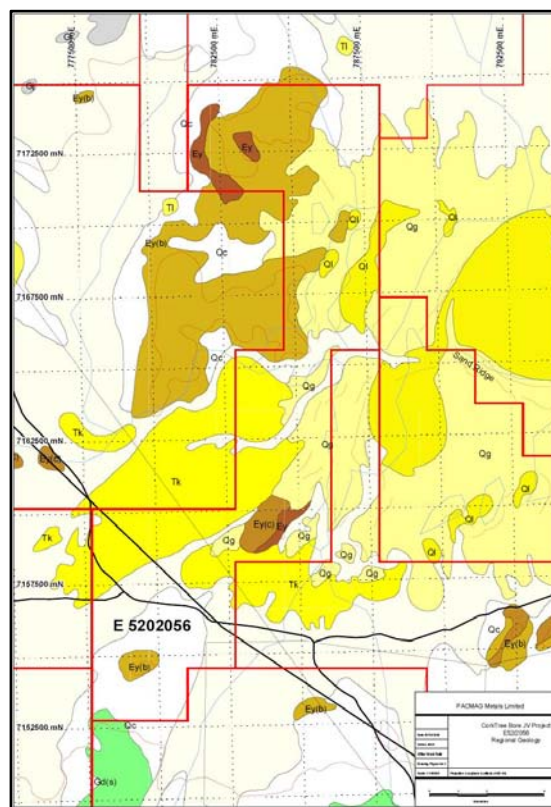 777500 mE
782500 mE
787500 mE
792500 mE
Tl
Ey(b)
Qc
7172500 mN
Ey
Ey
Tl
Ql
Qg
Ql
Ey(b)
Qc
Ql
Ql
7167500 mN
Qc
Sand Ridge
Qg
Tk
7162500 mN
Qg
Qg
Ey(c)
Tk
Ql
Ey(c)
Ey
Ql
Tk
Qg
Qg
Qg
Ql
Qg
Qg
7157500 mN
Tk
E 5202056
Qc
Ey(b)
Ey(b)
Ey(b)
7152500 mN
Qc
Gd(s)
PACMAG Metals Limited
CorkTree Bore JV Project
E5202056
Regional Geology